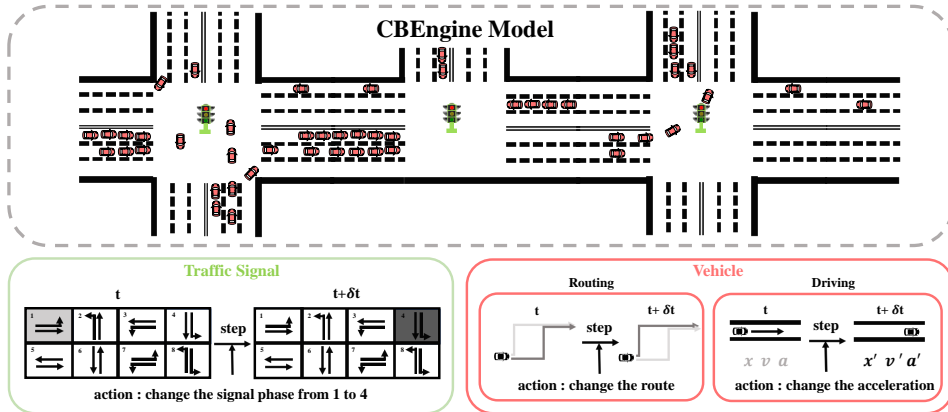 CBEngine Model
Traffic Signal
t
t+δt
1 2 3 4
5 6 7 8
step
1 2 3 4
5 6 7 8
action : change the signal phase from 1 to 4
Vehicle
Routing
t
t+ δt
step
action : change the route
Driving
t
t+ δt
step
x v a
x′ v′ a′
action : change the acceleration